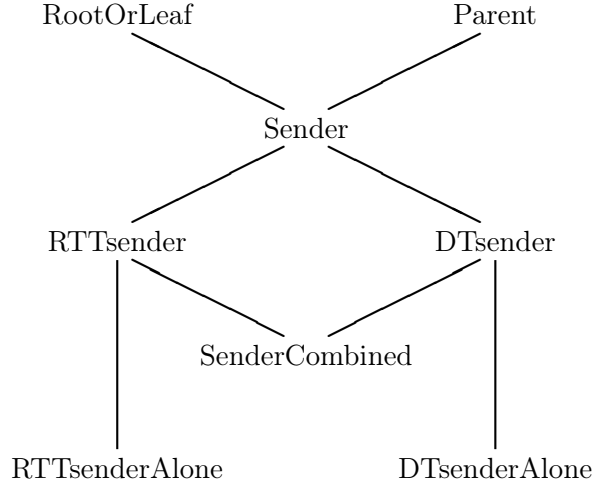 RootOrLeaf
Parent
Sender
RTTsender
DTsender
SenderCombined
RTTsenderAlone
DTsenderAlone